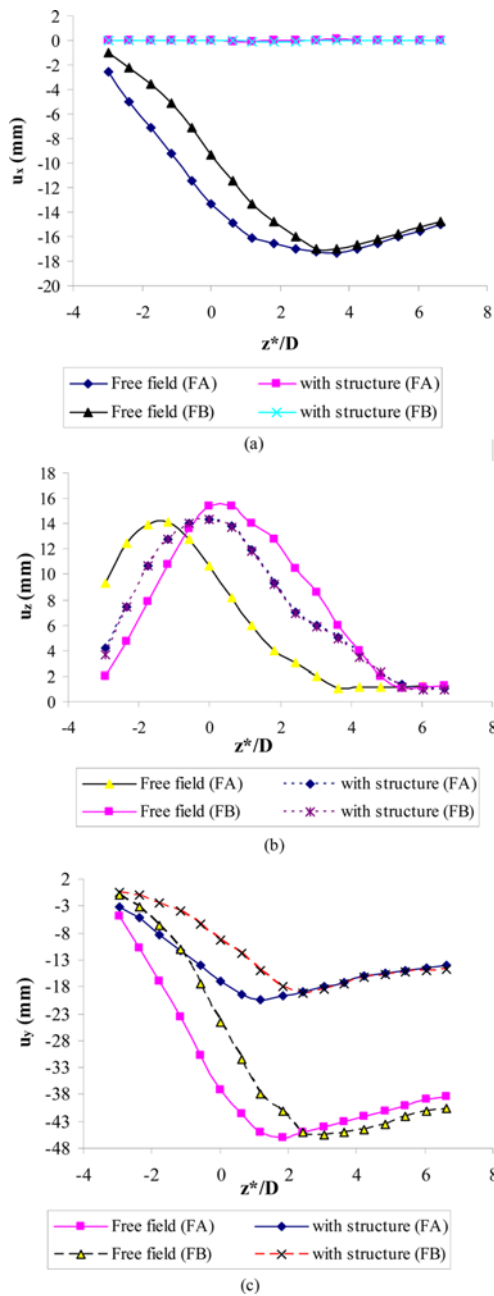 2
0
-2
-4
-6
-8
-10
-12
-14
-16
-18
-20
u_x (mm)
-4 -2 0 2 4 6 8
z*/D
Free field (FA) with structure (FA)
Free field (FB) with structure (FB)
(a)
18
16
14
12
10
8
6
4
2
0
u_z (mm)
-4 -2 0 2 4 6 8
z*/D
Free field (FA) with structure (FA)
Free field (FB) with structure (FB)
(b)
2
-3
-8
-13
-18
-23
-28
-33
-38
-43
-48
u_y (mm)
-4 -2 0 2 4 6 8
z*/D
Free field (FA) with structure (FA)
Free field (FB) with structure (FB)
(c)